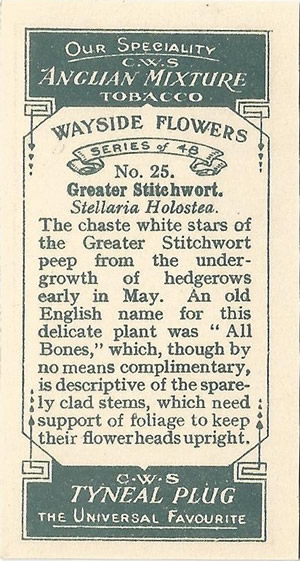 Our Speciality
C.W.S
Anglian Mixture
Tobacco
Wayside Flowers
Series of 48
No. 25.
Greater Stitchwort.
Stellaria Holostea.
The chaste white stars of
the Greater Stitchwort
peep from the under-
growth of hedgerows
early in May. An old
English name for this
delicate plant was " All
Bones," which, though by
no means complimentary,
is descriptive of the spare-
ly clad stems, which need
support of foliage to keep
their flowerheads upright.
C.W.S
Tyneal Plug
The Universal Favourite